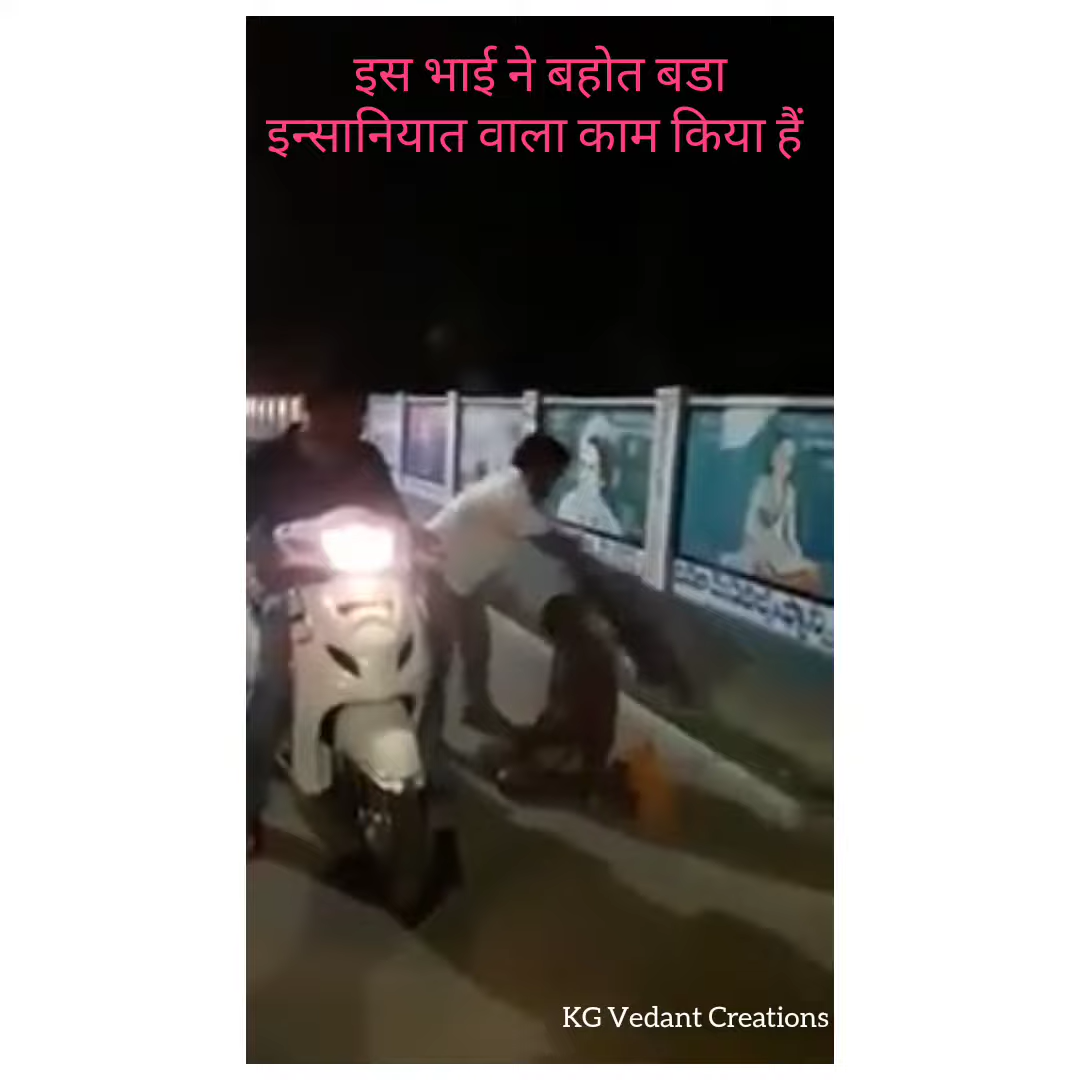 इस भाई ने बहोत बडा
इन्सानियात वाला काम किया हैं
KG Vedant Creations